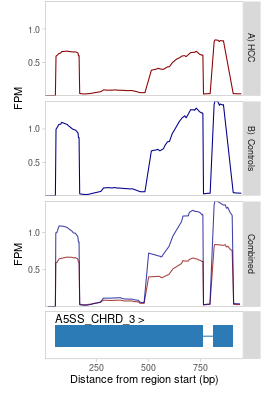 1.0
0.5
FPM
A) HCC
1.0
0.5
B) Controls
1.0
0.5
FPM
Combined
A5SS_CHRD_3 >
250
500
750
Distance from region start (bp)